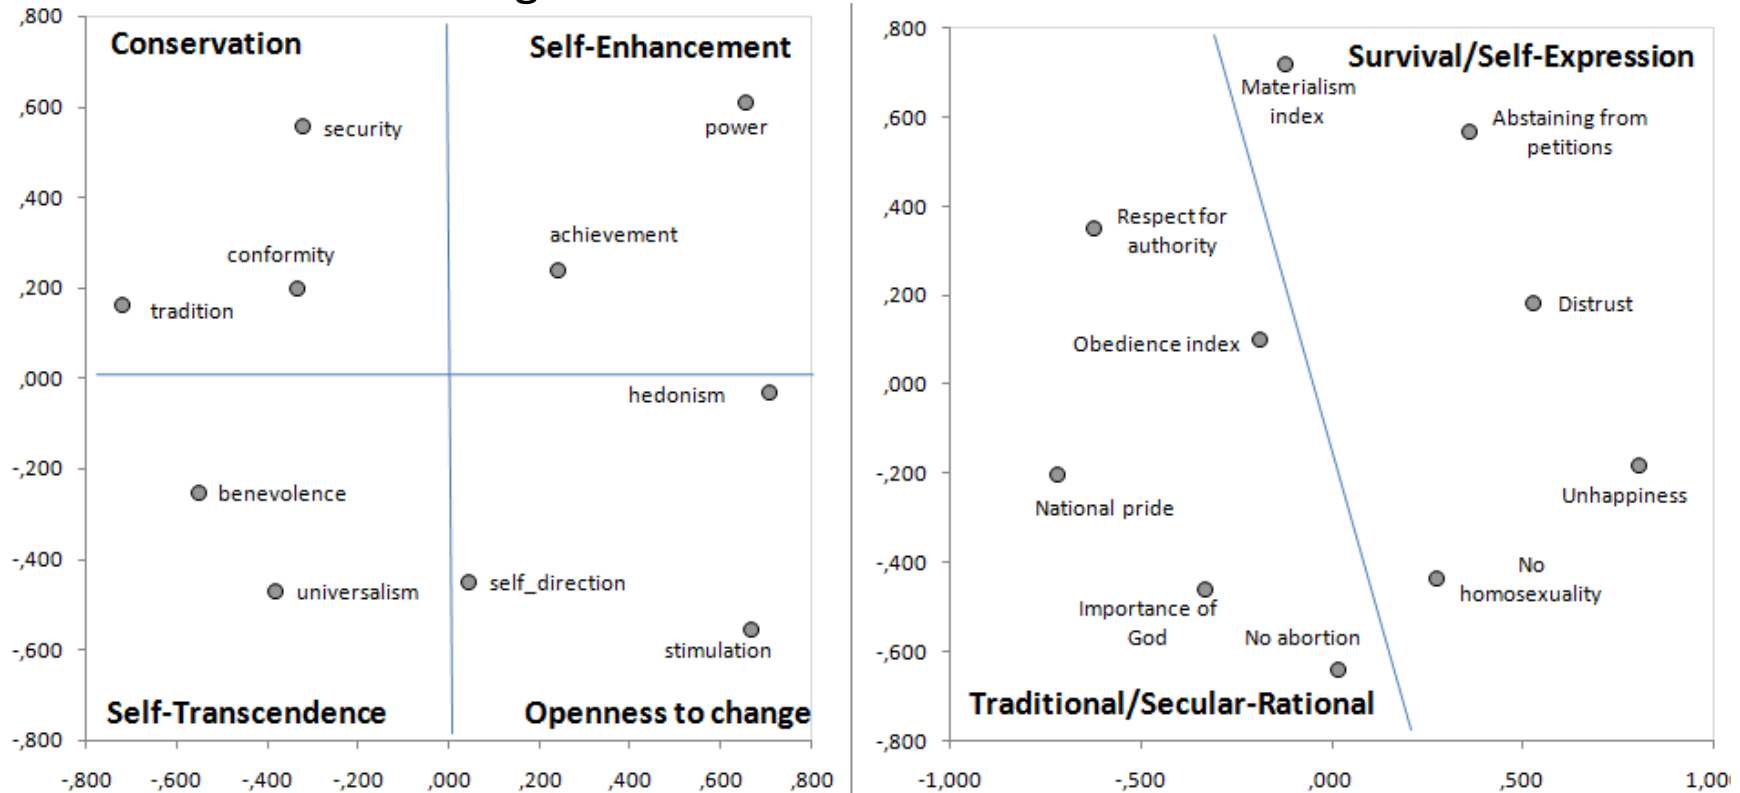 g
,800
Conservation
Self-Enhancement
,600
security
power
,400
achievement
conformity
,200
tradition
,000
hedonism
-,200
benevolence
-,400
self_direction
universalism
-,600
stimulation
Self-Transcendence
Openness to change
-,800
-,800 -,600 -,400 -,200 ,000 ,200 ,400 ,600 ,800
,800
Survival/Self-Expression
Materialism
index
,600
Abstaining from
petitions
,400
Respect for
authority
,200
Distrust
Obedience index
,000
-,200
Unhappiness
National pride
-,400
No
homosexuality
Importance of
God
No abortion
-,600
Traditional/Secular-Rational
-,800
-1,000 -,500 ,000 ,500 1,00